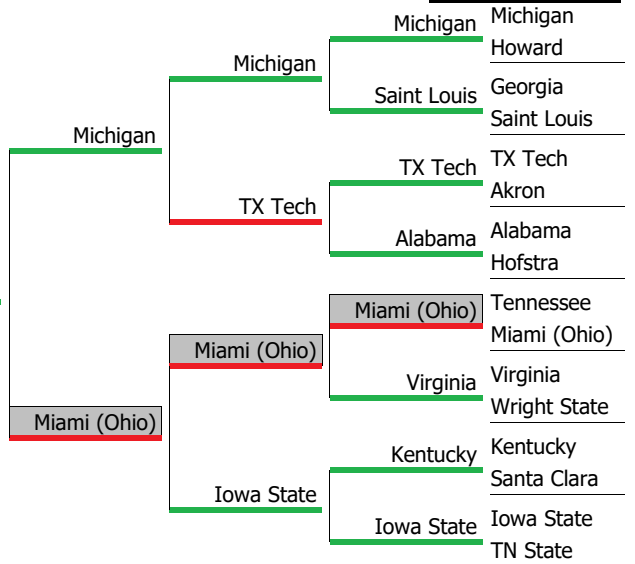 Michigan
Michigan
Howard
Michigan
Georgia
Saint Louis
Saint Louis
Michigan
TX Tech
TX Tech
Akron
TX Tech
Alabama
Alabama
Hofstra
Miami (Ohio)
Tennessee
Miami (Ohio)
Miami (Ohio)
Virginia
Virginia
Wright State
Miami (Ohio)
Kentucky
Kentucky
Santa Clara
Iowa State
Iowa State
Iowa State
TN State